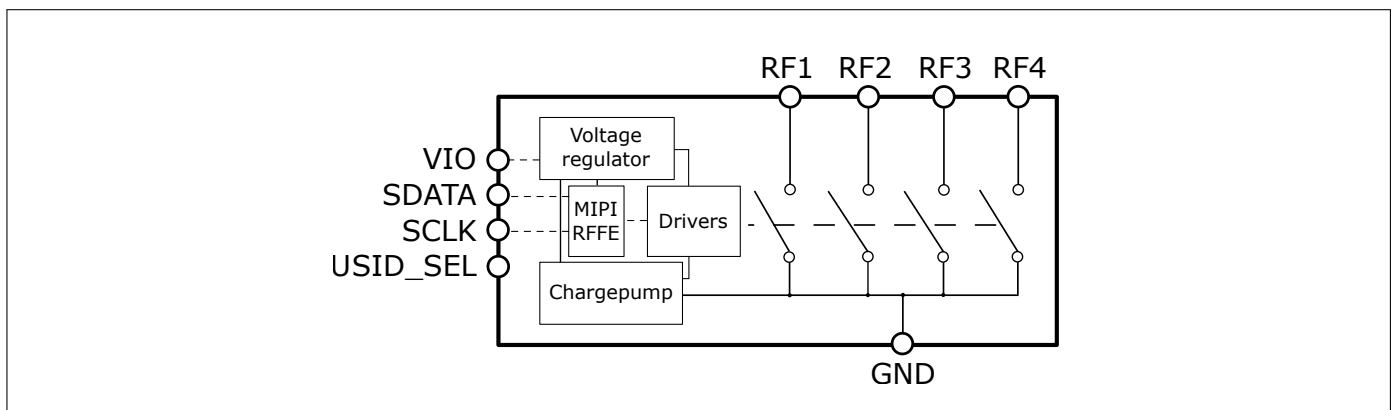 RF1 RF2 RF3 RF4
Voltage
regulator
VIO
SDATA
MIPI
RFFE
Drivers
SCLK
USID_SEL
Chargepump
GND